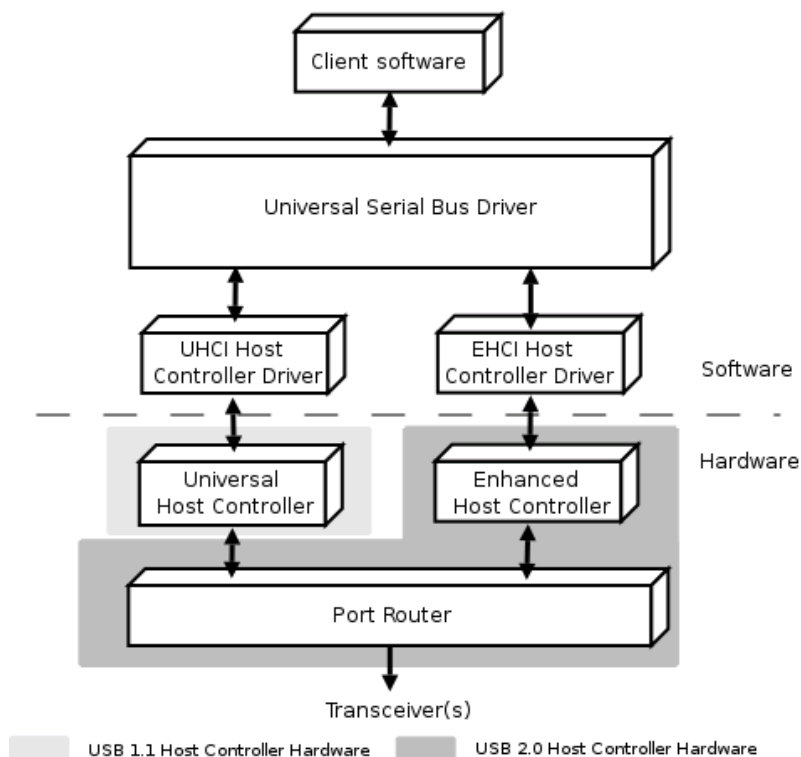 Client software
Universal Serial Bus Driver
UHCI Host
Controller Driver
EHCI Host
Controller Driver
Software
Hardware
Universal
Host Controller
Enhanced
Host Controller
Port Router
Transceiver(s)
USB 1.1 Host Controller Hardware
USB 2.0 Host Controller Hardware